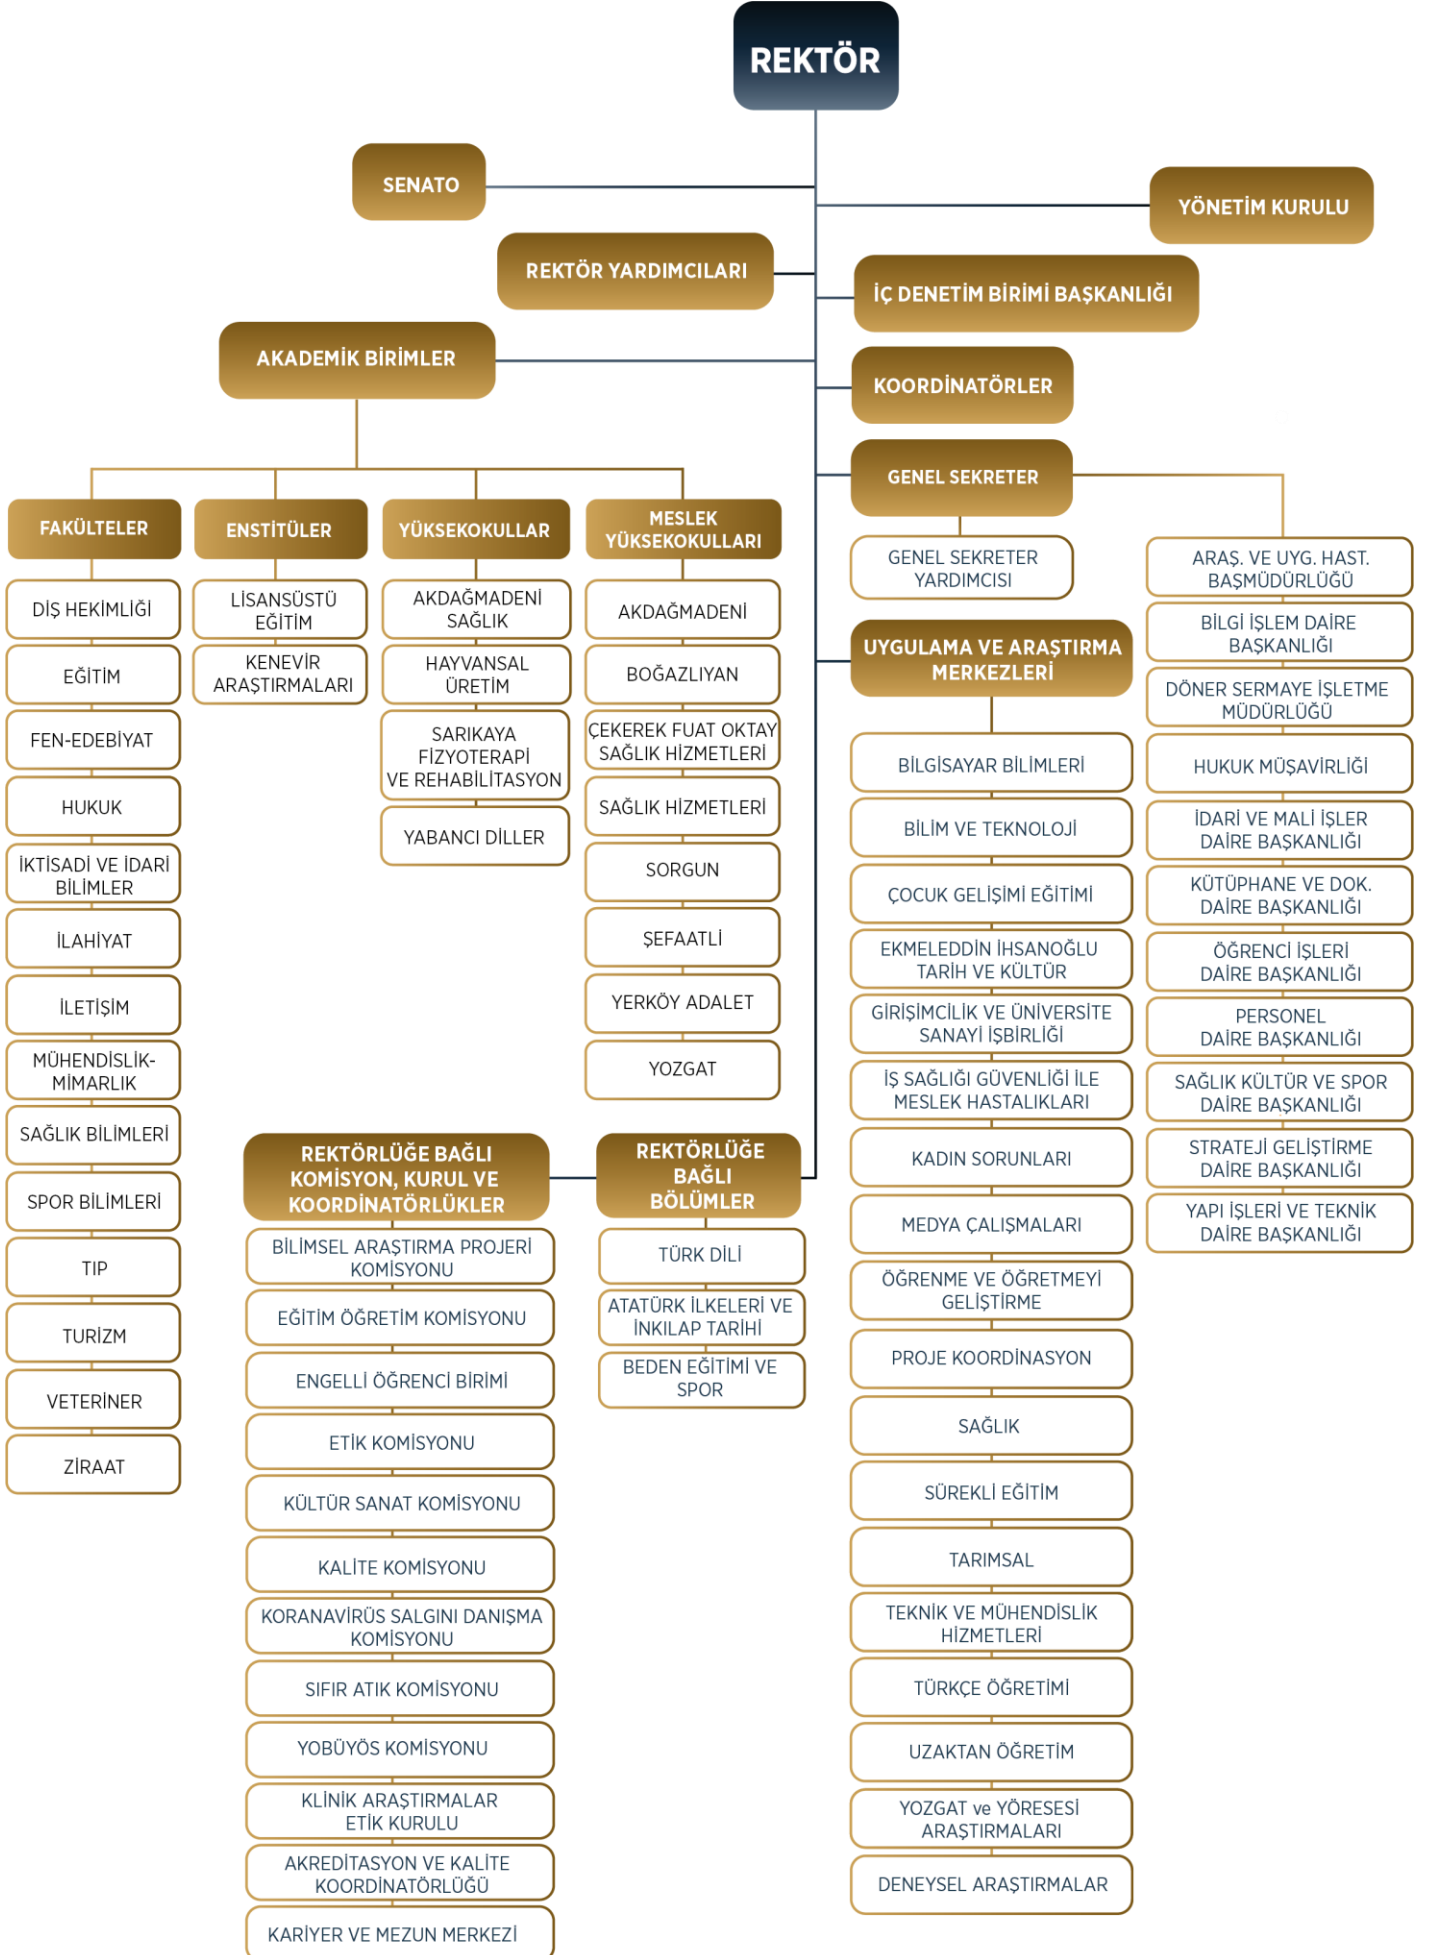 REKTÖR
SENATO
YÖNETİM KURULU
REKTÖR YARDIMCILARI
İÇ DENETİM BİRİMİ BAŞKANLIĞI
AKADEMİK BİRİMLER
KOORDİNATÖRLER
GENEL SEKRETER
GENEL SEKRETER
YARDIMCISI
FAKÜLTELER
DİŞ HEKİMLİĞİ
EĞİTİM
FEN-EDEBİYAT
HUKUK
İKTİSADİ VE İDARİ
BİLİMLER
İLAHİYAT
İLETİŞİM
MÜHENDİSLİK-
MİMARLIK
SAĞLIK BİLİMLERİ
SPOR BİLIMLERİ
TIP
TURİZM
VETERİNER
ZİRAAT
ENSTİTÜLER
LİSANSÜSTÜ
EĞİTİM
KENEVİR
ARAŞTIRMALARI
YÜKSEKOKULLAR
AKDAĞMADENİ
SAĞLIK
HAYVANSAL
ÜRETİM
SARIKAYA
FİZYOTERAPİ
VE REHABILİTASYON
YABANCI DİLLER
MESLEK
YÜKSEKOKULLARI
AKDAĞMADENİ
BOĞAZLIYAN
ÇEKEREK FUAT OKTAY
SAĞLIK HİZMETLERİ
SAĞLIK HİZMETLERİ
SORGUN
ŞEFAATLİ
YERKÖY ADALET
YOZGAT
ARAŞ. VE UYG. HAST.
BAŞMÜDÜRLÜĞÜ
BİLGİ İŞLEM DAİRE
BAŞKANLIĞI
DÖNER SERMAYE İŞLETME
MÜDÜRLÜĞÜ
HUKUK MÜŞAVİRLİĞİ
İDARİ VE MALİ İŞLER
DAİRE BAŞKANLIĞI
KÜTÜPHANE VE DOK.
DAİRE BAŞKANLIĞI
ÖĞRENCİ İŞLERİ
DAİRE BAŞKANLIĞI
PERSONEL
DAİRE BAŞKANLIĞI
SAĞLIK KÜLTÜR VE SPOR
DAİRE BAŞKANLIĞI
STRATEJİ GELİŞTİRME
DAİRE BAŞKANLIĞI
YAPI İŞLERİ VE TEKNİK
DAİRE BAŞKANLIĞI
UYGULAMA VE ARAŞTIRMA
MERKEZLERİ
BİLGİSAYAR BİLİMLERİ
BİLİM VE TEKNOLOJİ
ÇOCUK GELİŞİMİ EĞİTİMİ
EKMELEDDİN İHSANOĞLU
TARİH VE KÜLTÜR
GİRİŞİMCİLİK VE ÜNİVERSİTE
SANAYİ İŞBİRLİĞİ
İŞ SAĞLIĞI GÜVENLİĞİ İLE
MESLEK HASTALIKLARI
KADIN SORUNLARI
MEDYA ÇALIŞMALARI
ÖĞRENME VE ÖĞRETMEYİ
GELİŞTİRME
PROJE KOORDİNASYON
SAĞLIK
SÜREKLİ EĞİTİM
TARIMSAL
TEKNİK VE MÜHENDİSLİK
HİZMETLERİ
TÜRKÇE ÖĞRETİMİ
UZAKTAN ÖĞRETİM
YOZGAT ve YÖRESESİ
ARAŞTIRMALARI
DENEYSEL ARAŞTIRMALAR
REKTÖRLÜĞE BAĞLI
KOMİSYON, KURUL VE
KOORDİNATÖRLÜKLER
BİLİMSEL ARAŞTIRMA PROJERİ
KOMİSYONU
EĞİTİM ÖĞRETİM KOMİSYONU
ENGELLİ ÖĞRENCİ BİRİMİ
ETİK KOMİSYONU
KÜLTÜR SANAT KOMİSYONU
KALİTE KOMİSYONU
KORANAVİRÜS SALGINI DANIŞMA
KOMİSYONU
SIFIR ATIK KOMİSYONU
YOBÜYÖS KOMİSYONU
KLİNİK ARAŞTIRMALAR
ETİK KURULU
AKREDİTASYON VE KALİTE
KOORDİNATÖRLÜĞÜ
KARİYER VE MEZUN MERKEZİ
REKTÖRLÜĞE
BAĞLI
BÖLÜMLER
TÜRK DİLİ
ATATÜRK İLKELERİ VE
İNKILAP TARİHİ
BEDEN EĞİTİMİ VE
SPOR